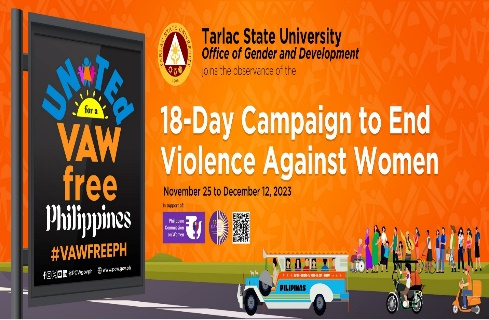 UNiTEd
for a
VAW
free
Philippines
#VAWFREEPH
Tarlac State University
Office of Gender and Development
joins the observance of the
18-Day Campaign to End
Violence Against Women
November 25 to December 12, 2023
In support of:
Philippine
Commission
on Women
PILIPINAS